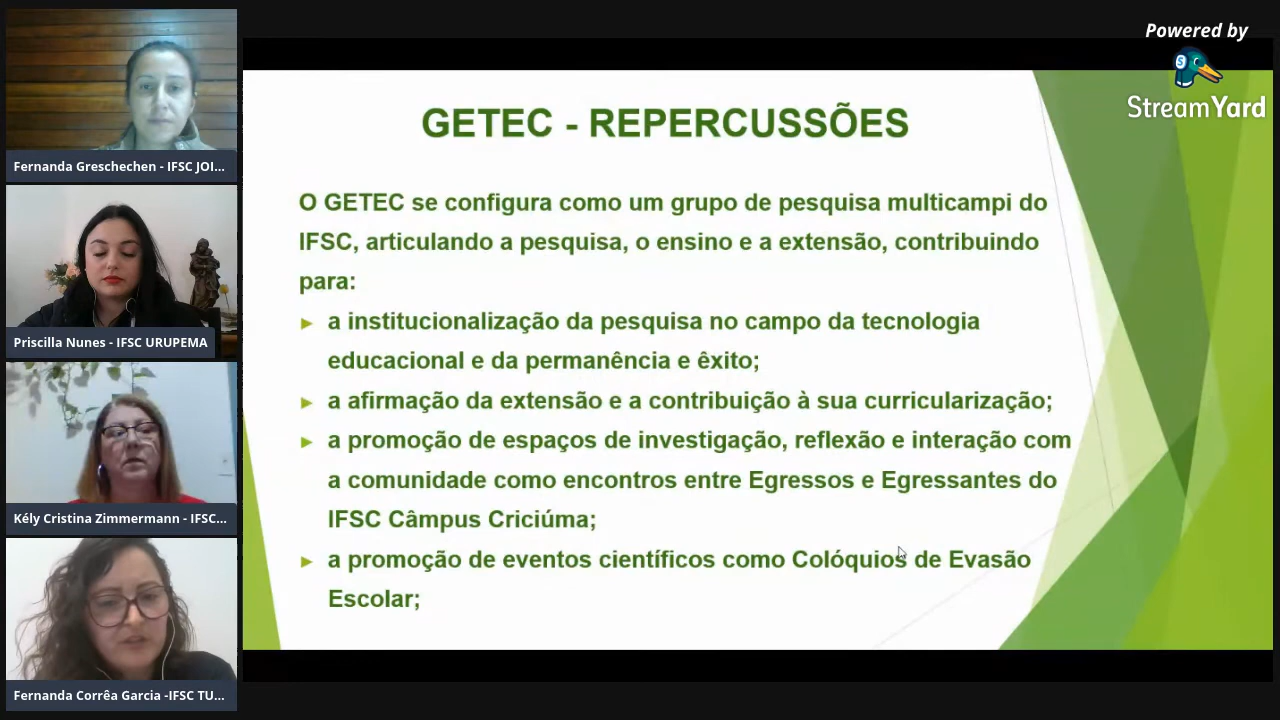 Powered by
StreamYard
Fernanda Greschechen - IFSC JOI...
Priscilla Nunes - IFSC URUPEMA
Kély Cristina Zimmermann - IFSC...
Fernanda Corrêa Garcia -IFSC TU...
GETEC - REPERCUSSÕES
O GETEC se configura como um grupo de pesquisa multicampi do
IFSC, articulando a pesquisa, o ensino e a extensão, contribuindo
para:
a institucionalização da pesquisa no campo da tecnologia
educacional e da permanência e êxito;
a afirmação da extensão e a contribuição à sua curricularização;
a promoção de espaços de investigação, reflexão e interação com
a comunidade como encontros entre Egressos e Egressantes do
IFSC Câmpus Criciúma;
a promoção de eventos científicos como Colóquios de Evasão
Escolar;